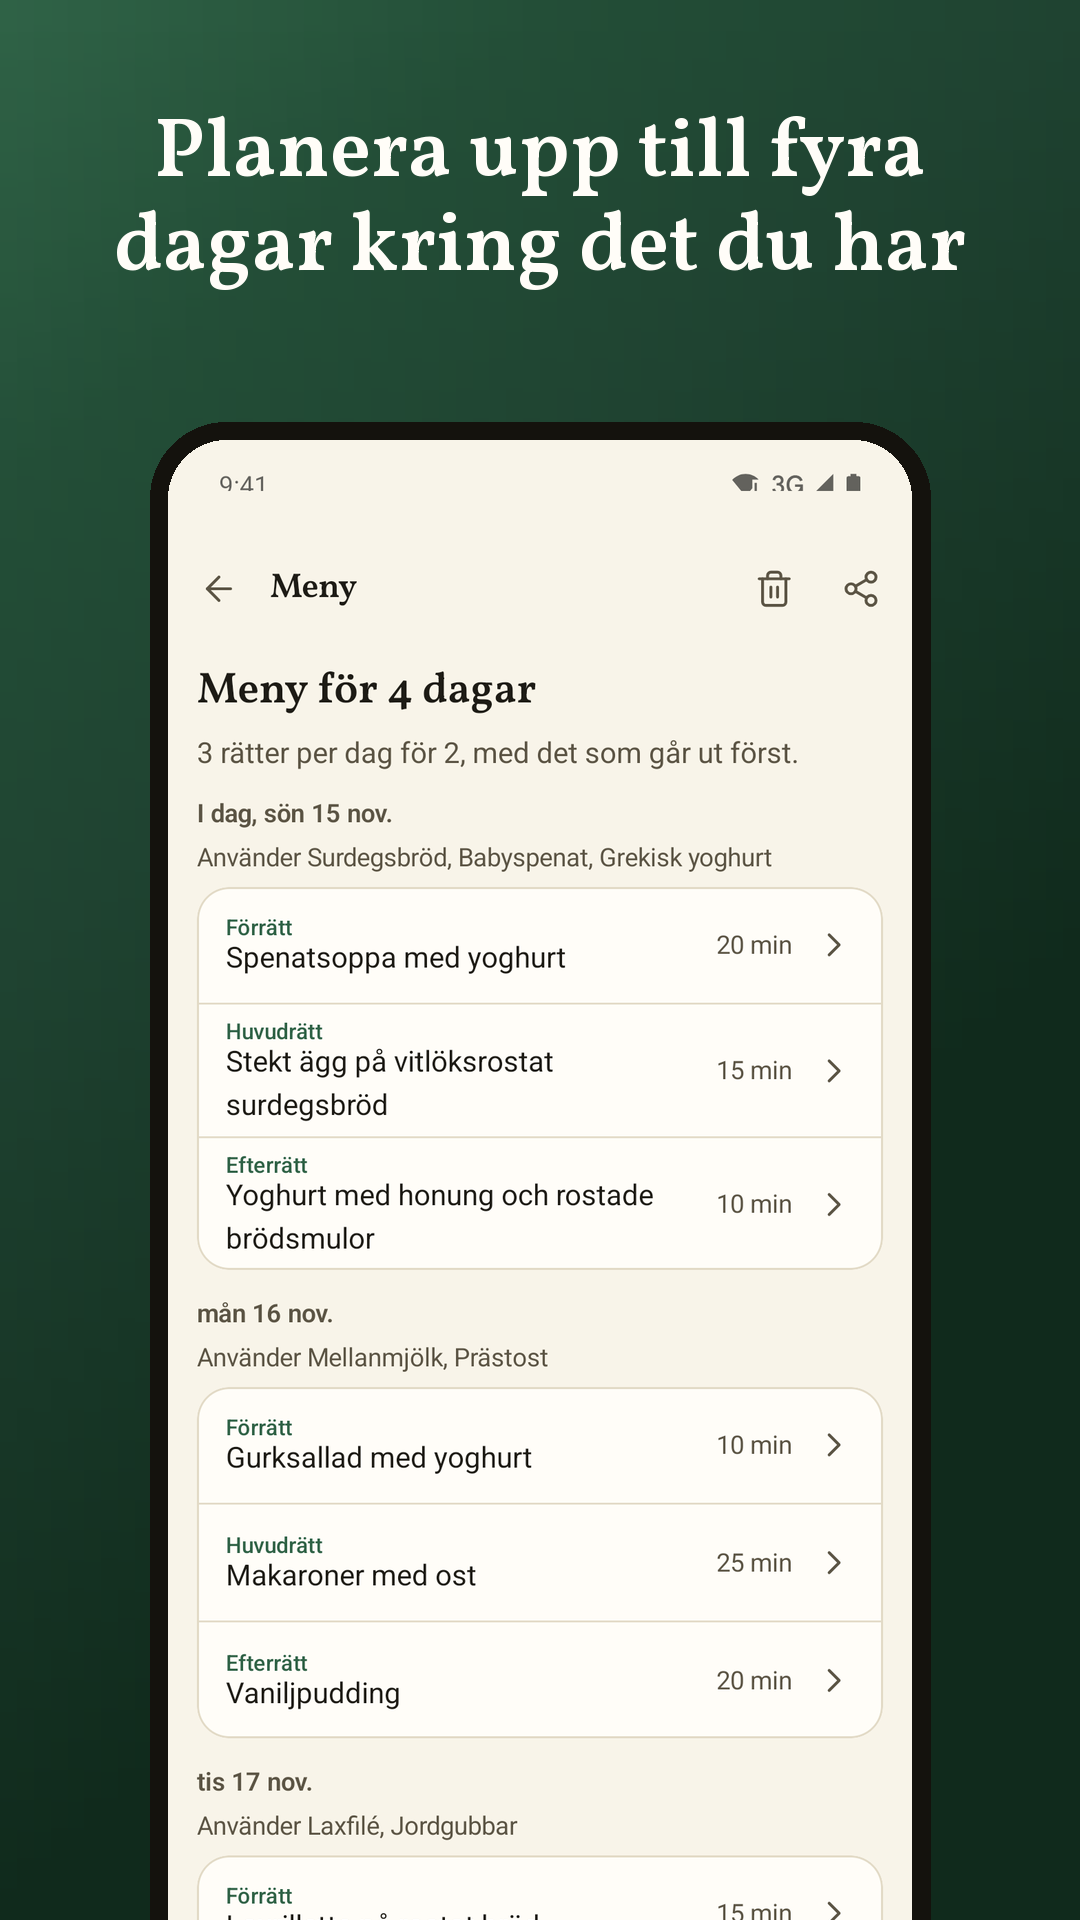 Planera upp till fyra
dagar kring det du har
9:41
3G
Meny
Meny för 4 dagar
3 rätter per dag för 2, med det som går ut först.
I dag, sön 15 nov.
Använder Surdegsbröd, Babyspenat, Grekisk yoghurt
Förrätt
Spenatsoppa med yoghurt
20 min
Huvudrätt
Stekt ägg på vitlöksrostat
surdegsbröd
15 min
Efterrätt
Yoghurt med honung och rostade
brödsmulor
10 min
mån 16 nov.
Använder Mellanmjölk, Prästost
Förrätt
Gurksallad med yoghurt
10 min
Huvudrätt
Makaroner med ost
25 min
Efterrätt
Vaniljpudding
20 min
tis 17 nov.
Använder Laxfilé, Jordgubbar
Förrätt
15 min